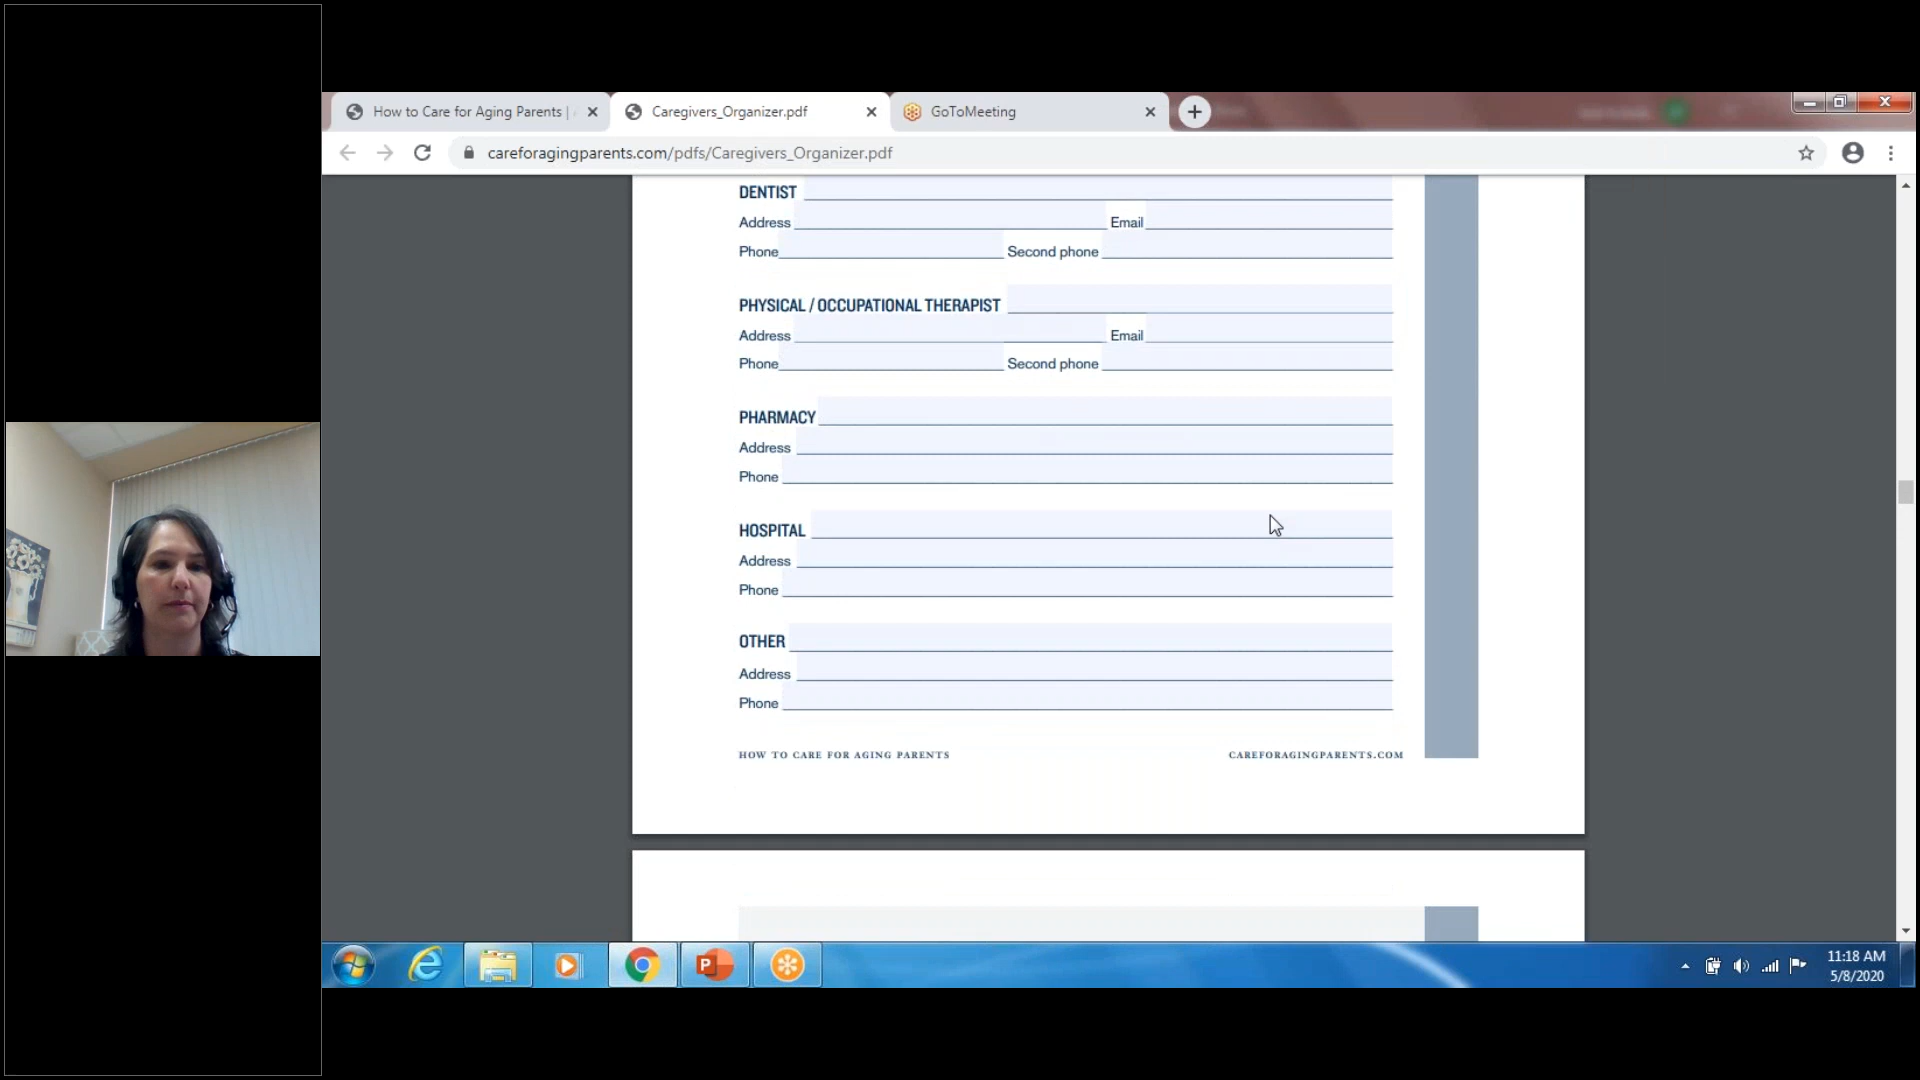 How to Care for Aging Parents |
Caregivers_Organizer.pdf
GoToMeeting
careforagingparents.com/pdfs/Caregivers_Organizer.pdf
DENTIST
Address Email
Phone Second phone
PHYSICAL / OCCUPATIONAL THERAPIST
Address Email
Phone Second phone
PHARMACY
Address
Phone
HOSPITAL
Address
Phone
OTHER
Address
Phone
HOW TO CARE FOR AGING PARENTS CAREFORAGINGPARENTS.COM
11:18 AM
5/8/2020